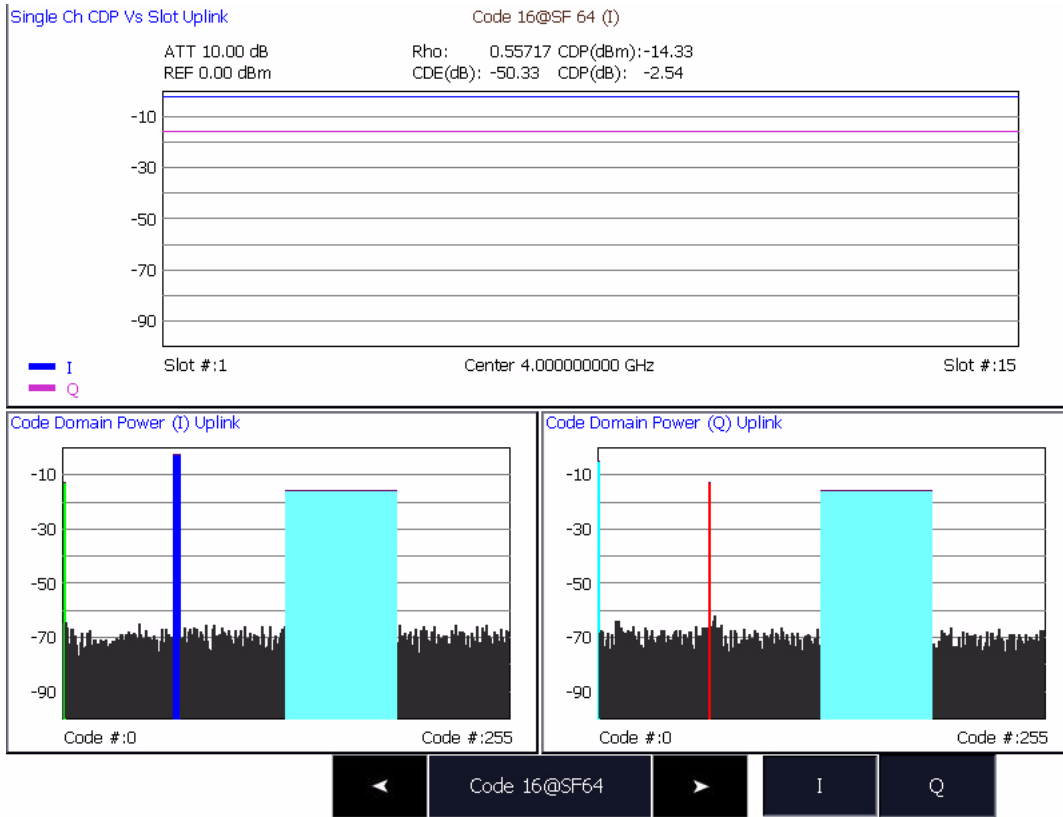 Single Ch CDP Vs Slot Uplink
Code 16@SF 64 (I)
ATT 10.00 dB
Rho: 0.55717 CDP(dBm):-14.33
REF 0.00 dBm
CDE(dB): -50.33 CDP(dB): -2.54
-10
-30
-50
-70
-90
Slot #:1
Center 4.000000000 GHz
Slot #:15
I
Q
Code Domain Power (I) Uplink
-10
-30
-50
-70
-90
Code #:0
Code #:255
Code Domain Power (Q) Uplink
-10
-30
-50
-70
-90
Code #:0
Code #:255
Code 16@SF64
I
Q